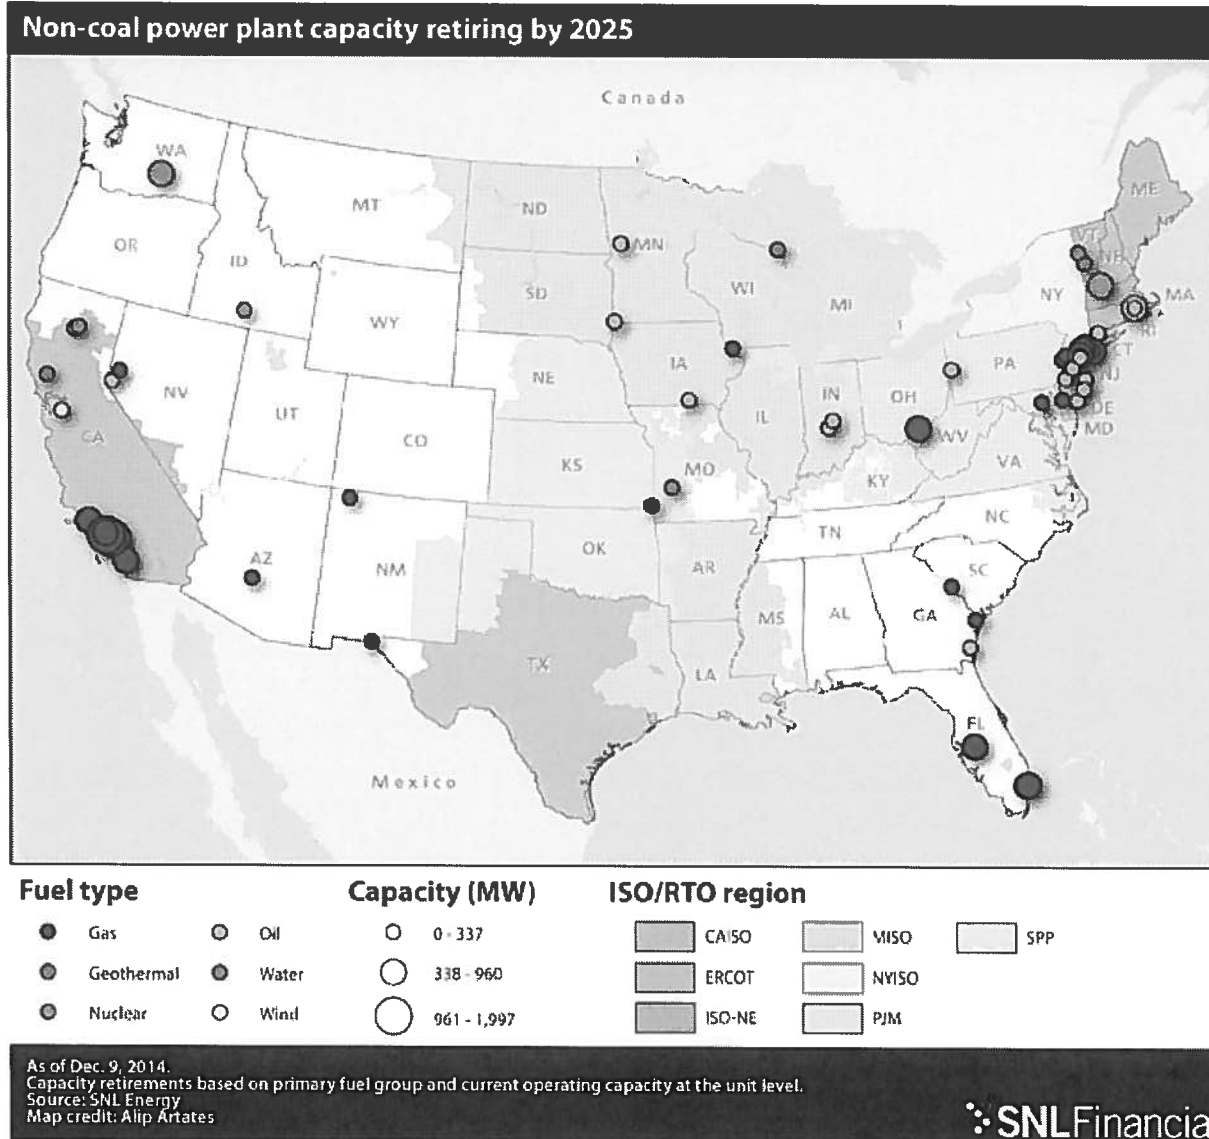 Non-coal power plant capacity retiring by 2025
Canada
WA
MT
ND
MN
ME
OR
ID
SD
WI
MI
VT
NH
NY
MA
RI
WY
IA
NE
PA
CT
NJ
NV
UT
CO
IL
IN
OH
WV
DE
MD
CA
KS
MO
KY
VA
AZ
NM
OK
AR
TN
NC
SC
MS
AL
GA
TX
LA
FL
Mexico
Fuel type
Gas
Oil
Geothermal
Water
Nuclear
Wind
Capacity (MW)
0 - 337
338 - 960
961 - 1,997
ISO/RTO region
CAISO
MISO
SPP
ERCOT
NYISO
ISO-NE
PJM
As of Dec. 9, 2014.
Capacity retirements based on primary fuel group and current operating capacity at the unit level.
Source: SNL Energy
Map credit: Alip Artates
SNLFinancia